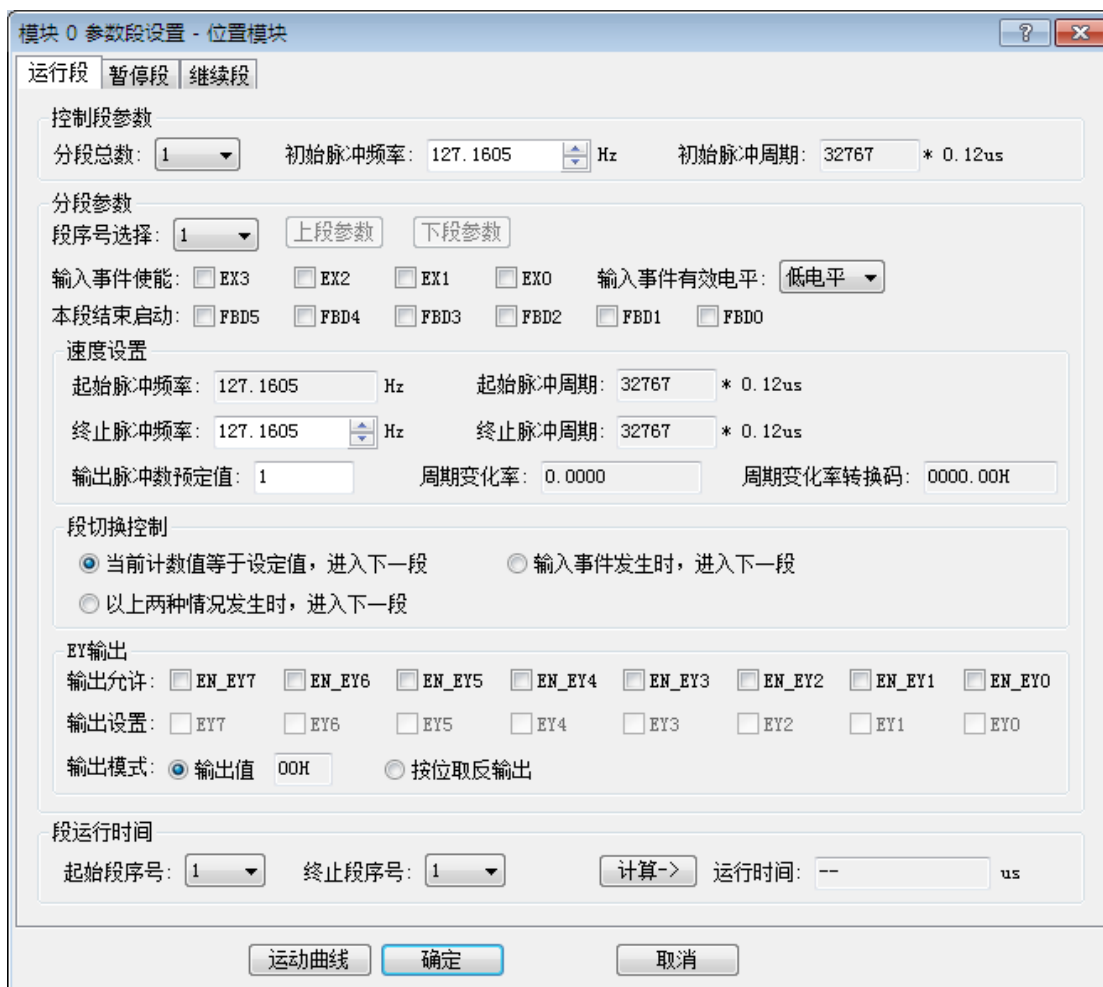 模块 0 参数段设置 - 位置模块
运行段 暂停段 继续段
控制段参数
分段总数: 1 初始脉冲频率: 127.1605 Hz 初始脉冲周期: 32767 * 0.12us
分段参数
段序号选择: 1 上段参数 下段参数
输入事件使能: EX3 EX2 EX1 EX0 输入事件有效电平: 低电平
本段结束启动: FBD5 FBD4 FBD3 FBD2 FBD1 FBD0
速度设置
起始脉冲频率: 127.1605 Hz 起始脉冲周期: 32767 * 0.12us
终止脉冲频率: 127.1605 Hz 终止脉冲周期: 32767 * 0.12us
输出脉冲数预定值: 1 周期变化率: 0.0000 周期变化率转换码: 0000.00H
段切换控制
当前计数值等于设定值，进入下一段 输入事件发生时，进入下一段
以上两种情况发生时，进入下一段
EY输出
输出允许: EN_EY7 EN_EY6 EN_EY5 EN_EY4 EN_EY3 EN_EY2 EN_EY1 EN_EY0
输出设置: EY7 EY6 EY5 EY4 EY3 EY2 EY1 EY0
输出模式: 输出值 00H 按位取反输出
段运行时间
起始段序号: 1 终止段序号: 1 计算-> 运行时间: -- us
运动曲线 确定 取消